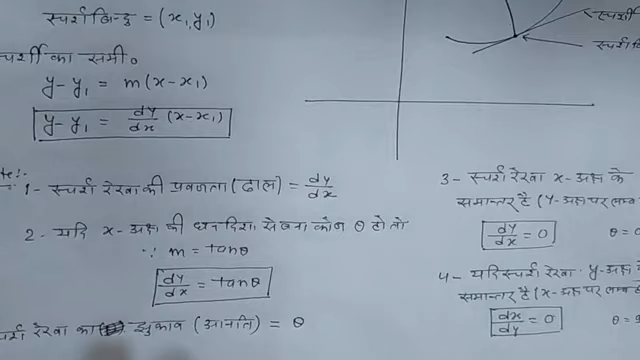 स्पर्श बिन्दु = (x₁, y₁)
स्पर्शी का समी०
y - y₁ = m(x - x₁)
y - y₁ = dy/dx (x - x₁)
1- स्पर्श रेखा की प्रवणता (ढाल) = dy/dx
2- यदि x-अक्ष की धन दिशा से बना कोण θ हो तो
∵ m = tanθ
dy/dx = tanθ
रेखा का झुकाव (आनति) = θ
स्पर्शी
3- स्पर्श रेखा x-अक्ष के
समान्तर है (y-अक्ष पर लम्ब
dy/dx = 0 θ = 0
4- यदि स्पर्श रेखा y-अक्ष
समान्तर है (x-अक्ष पर लम्ब
dx/dy = 0 θ =